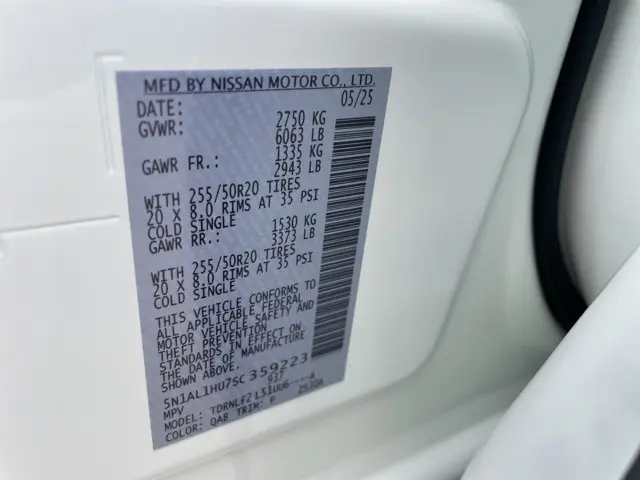 MFD BY NISSAN MOTOR CO., LTD.
DATE: 05/25
GVWR: 2750 KG
6063 LB
GAWR FR.: 1335 KG
2943 LB
WITH 255/50R20 TIRES
20 X 8.0 RIMS AT 35 PSI
COLD SINGLE
GAWR RR.: 1530 KG
3373 LB
WITH 255/50R20 TIRES
20 X 8.0 RIMS AT 35 PSI
COLD SINGLE
THIS VEHICLE CONFORMS TO
ALL APPLICABLE FEDERAL
MOTOR VEHICLE SAFETY AND
THEFT PREVENTION
STANDARDS IN EFFECT ON
THE DATE OF MANUFACTURE
SHOWN ABOVE.
5N1AL1HU7SC359223
MPV 937
MODEL: TDRNLF2 L51UU6----A
COLOR: QAB TRIM: P